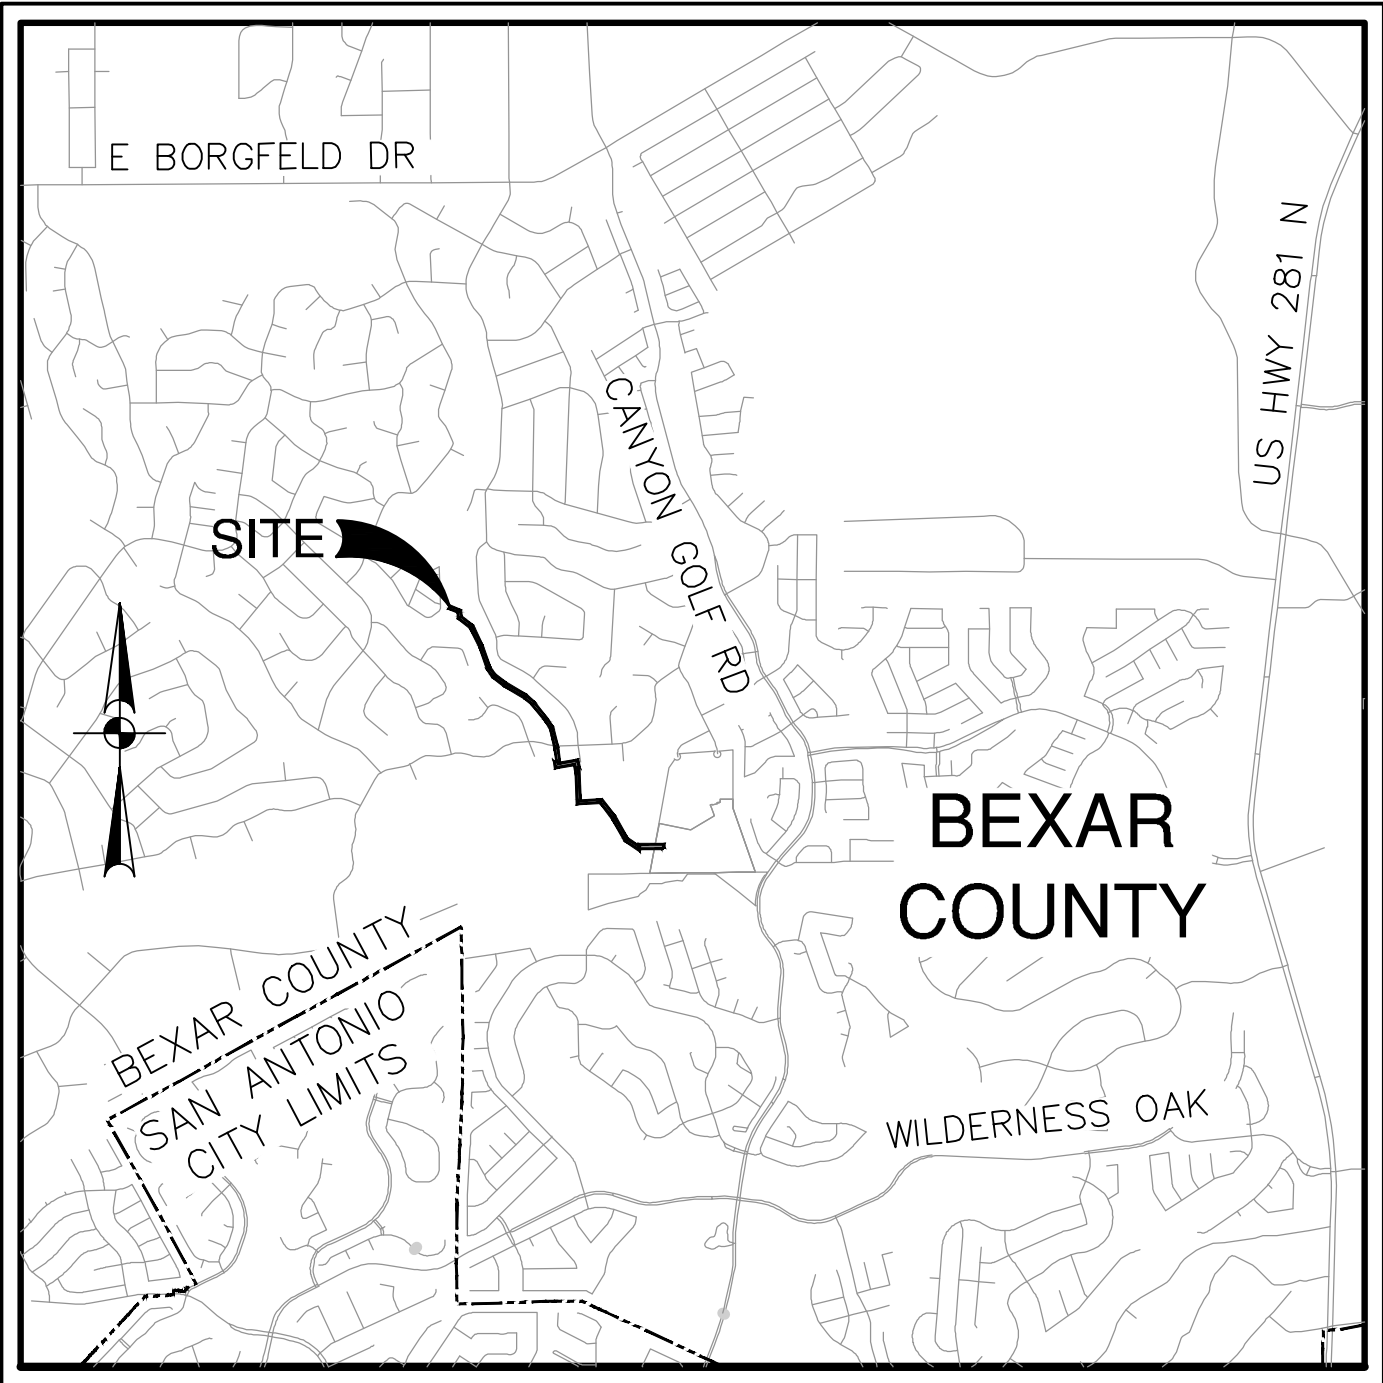 E BORGFELD DR
US HWY 281 N
CANYON GOLF RD
SITE
BEXAR
COUNTY
BEXAR COUNTY
SAN ANTONIO
CITY LIMITS
WILDERNESS OAK